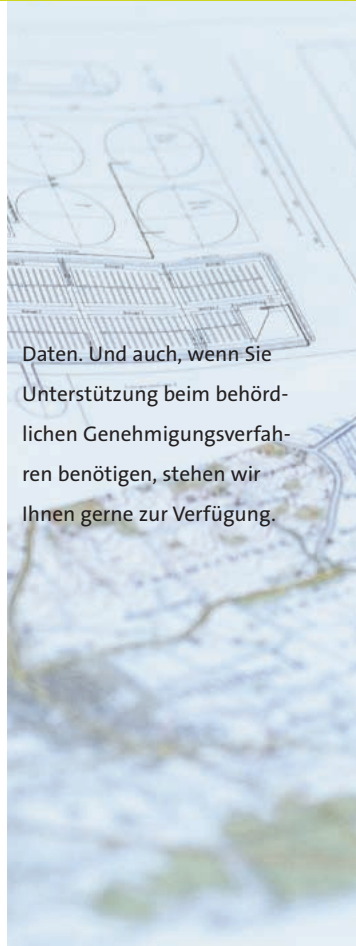 Daten. Und auch, wenn Sie
Unterstützung beim behörd-
lichen Genehmigungsverfah-
ren benötigen, stehen wir
Ihnen gerne zur Verfügung.